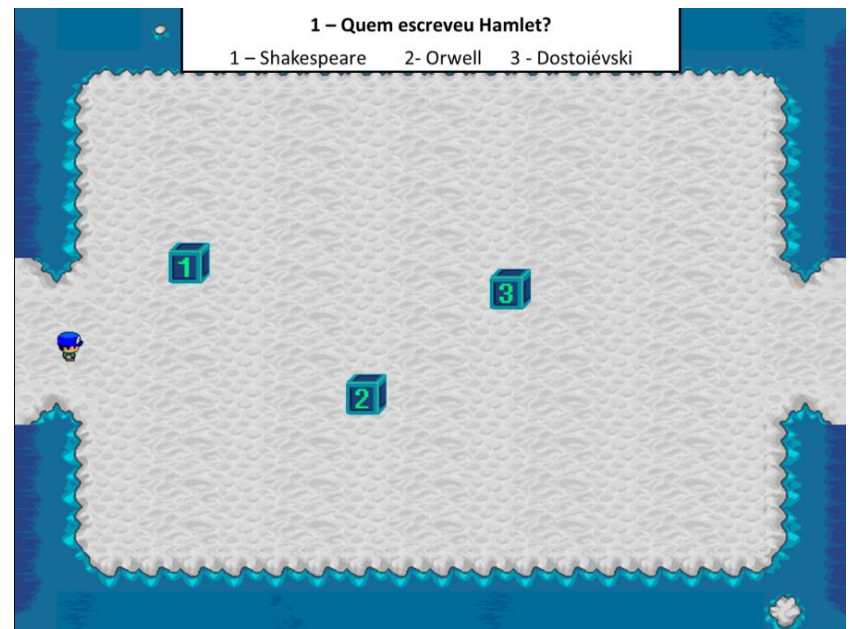 1 – Quem escreveu Hamlet?
1 – Shakespeare 2- Orwell 3 - Dostoiévski
1
3
2